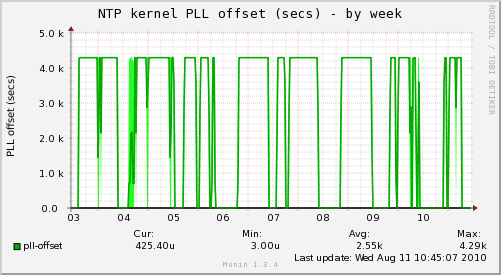 NTP kernel PLL offset (secs) - by week
RRDTOOL / TOBI OETIKER
PLL offset (secs)
5.0 k
4.0 k
3.0 k
2.0 k
1.0 k
0.0
03 04 05 06 07 08 09 10
Cur: Min: Avg: Max:
pll-offset 425.40u 3.00u 2.55k 4.29k
Last update: Wed Aug 11 10:45:07 2010
Munin 1.3.4